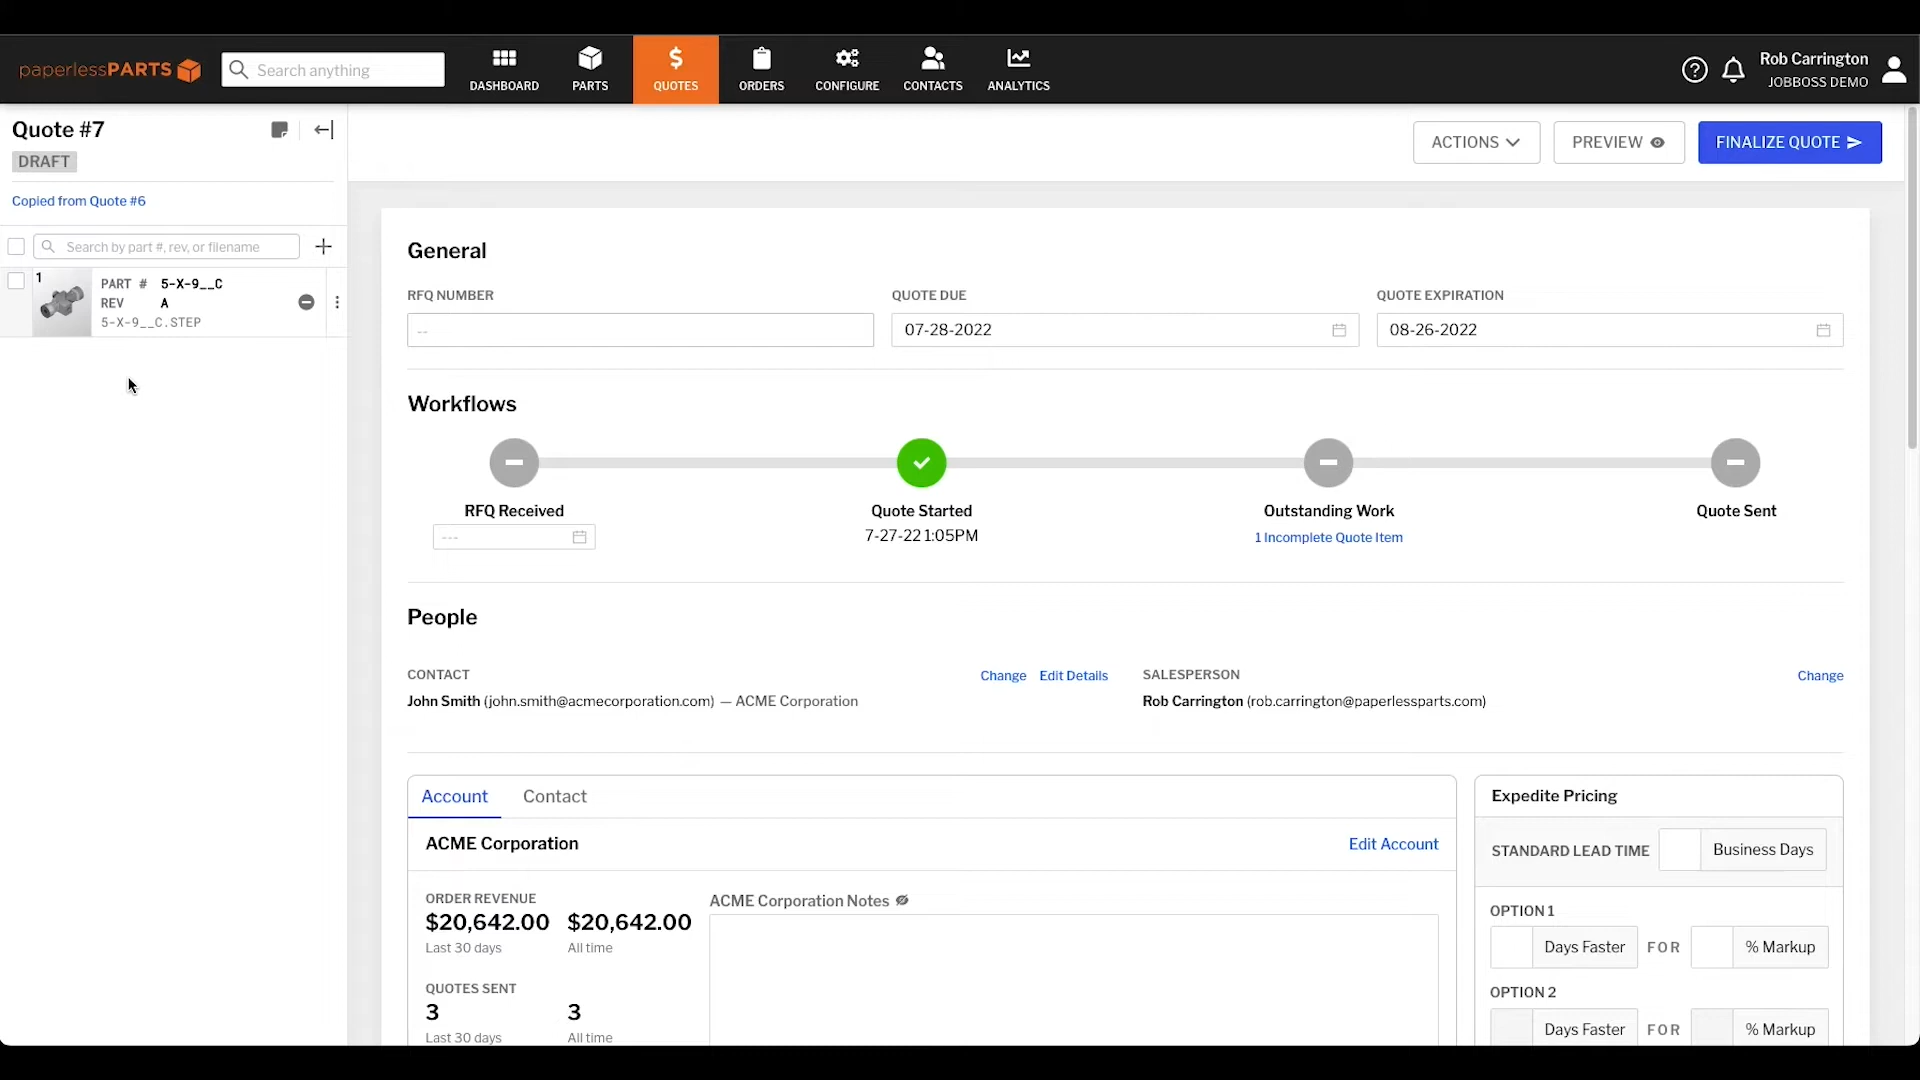 paperlessPARTS
Search anything
DASHBOARD
PARTS
$
QUOTES
ORDERS
CONFIGURE
CONTACTS
ANALYTICS
Rob Carrington
JOBBOSS DEMO
Quote #7
DRAFT
Copied from Quote #6
Search by part #, rev, or filename
1
PART # 5-X-9__C
REV A
5-X-9__C.STEP
ACTIONS
PREVIEW
FINALIZE QUOTE
General
RFQ NUMBER
--
QUOTE DUE
07-28-2022
QUOTE EXPIRATION
08-26-2022
Workflows
RFQ Received
---
Quote Started
7-27-22 1:05PM
Outstanding Work
1 Incomplete Quote Item
Quote Sent
People
CONTACT
Change
Edit Details
John Smith (john.smith@acmecorporation.com) — ACME Corporation
SALESPERSON
Change
Rob Carrington (rob.carrington@paperlessparts.com)
Account
Contact
ACME Corporation
Edit Account
ORDER REVENUE
$20,642.00 $20,642.00
Last 30 days All time
QUOTES SENT
3 3
Last 30 days All time
ACME Corporation Notes
Expedite Pricing
STANDARD LEAD TIME Business Days
OPTION 1
Days Faster FOR % Markup
OPTION 2
Days Faster FOR % Markup